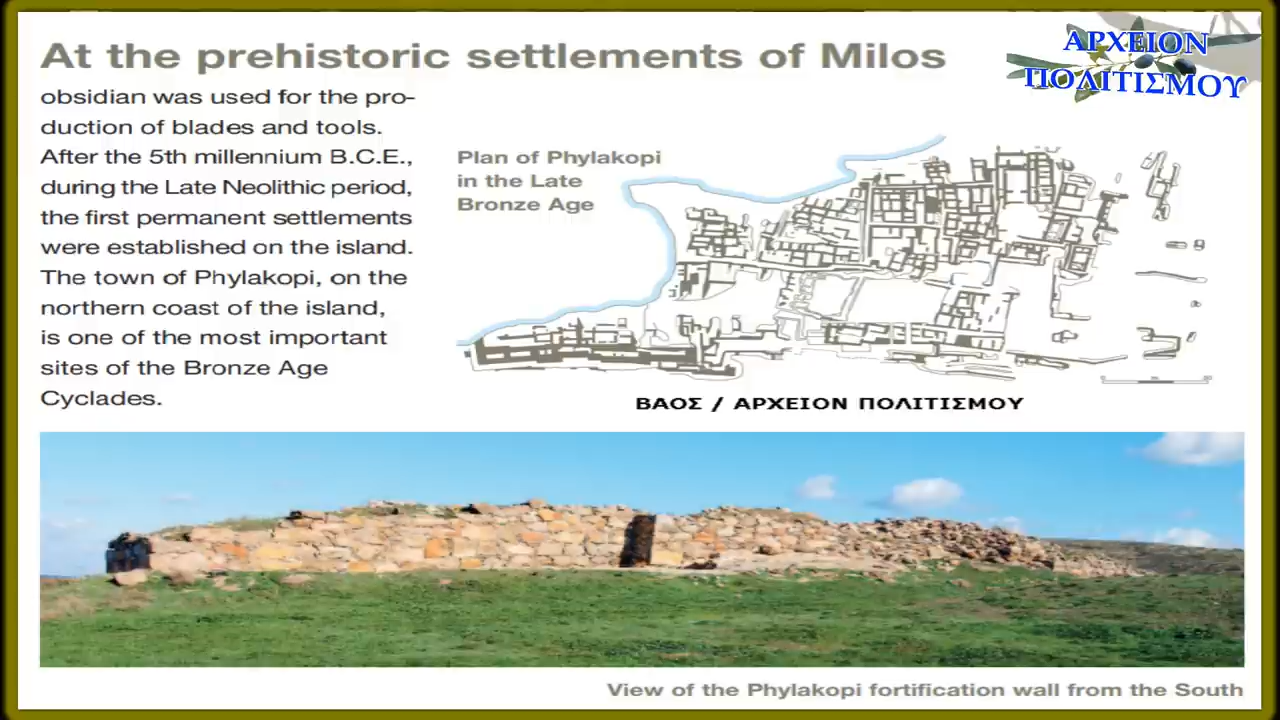 At the prehistoric settlements of Milos
ΑΡΧΕΙΟΝ
ΠΟΛΙΤΙΣΜΟΥ
obsidian was used for the pro-
duction of blades and tools.
After the 5th millennium B.C.E.,
during the Late Neolithic period,
the first permanent settlements
were established on the island.
The town of Phylakopi, on the
northern coast of the island,
is one of the most important
sites of the Bronze Age
Cyclades.
Plan of Phylakopi
in the Late
Bronze Age
ΒΑΟΣ / ΑΡΧΕΙΟΝ ΠΟΛΙΤΙΣΜΟΥ
View of the Phylakopi fortification wall from the South